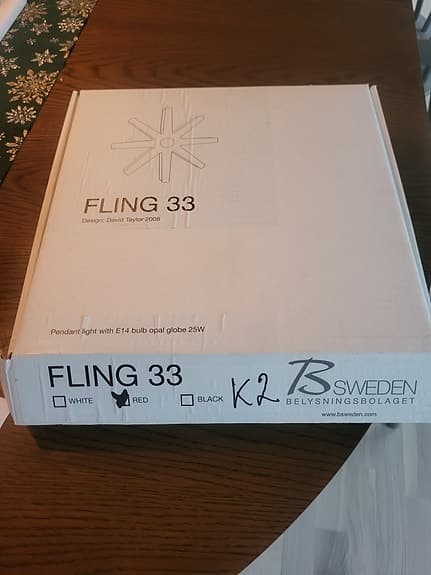 FLING 33
Design: David Taylor 2008
Pendant light with E14 bulb opal globe 25W
FLING 33
WHITE RED BLACK K2
B SWEDEN
BELYSNINGSBOLAGET
www.bsweden.com